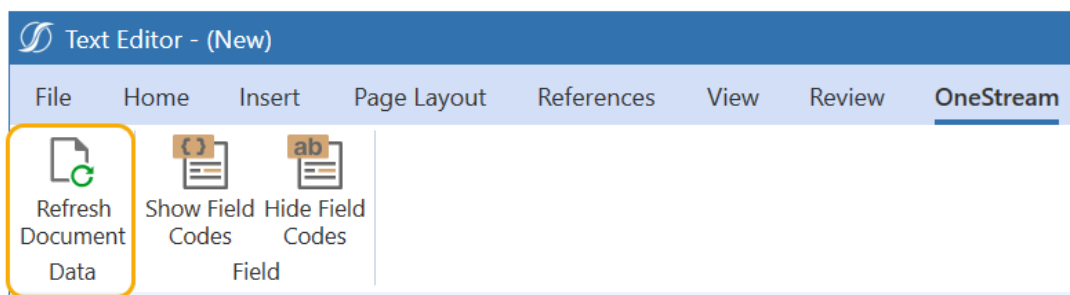 Text Editor - (New)
File Home Insert Page Layout References View Review OneStream
{} ab
Refresh Show Field Hide Field
Document Codes Codes
Data Field